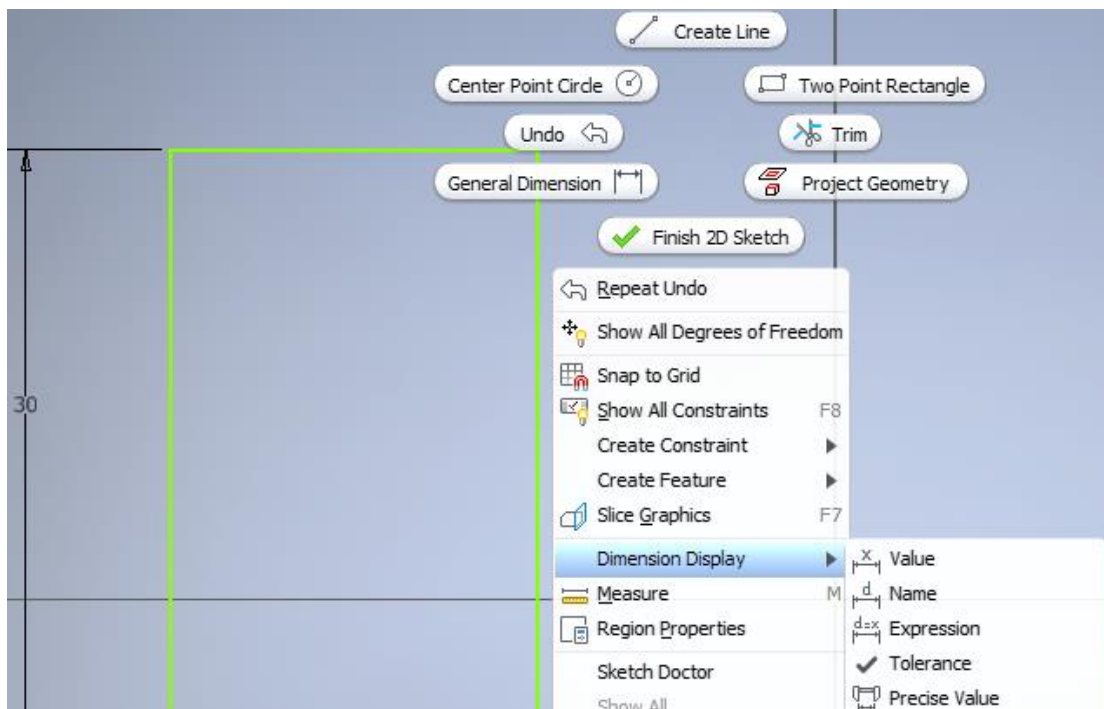 Create Line
Center Point Circle
Two Point Rectangle
Undo
Trim
General Dimension
Project Geometry
Finish 2D Sketch
Repeat Undo
Show All Degrees of Freedom
Snap to Grid
30
Show All Constraints F8
Create Constraint
Create Feature
Slice Graphics F7
Dimension Display
x Value
Measure M
d Name
Region Properties
d=x Expression
Sketch Doctor
Tolerance
Show All
Precise Value